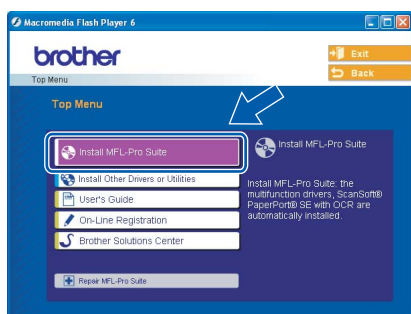 Macromedia Flash Player 6
brother
Exit
Back
Top Menu
Top Menu
Install MFL-Pro Suite
Install Other Drivers or Utilities
User's Guide
On-Line Registration
Brother Solutions Center
Repair MFL-Pro Suite
Install MFL-Pro Suite
Install MFL-Pro Suite: the
multifunction drivers, ScanSoft®
PaperPort® SE with OCR are
automatically installed.